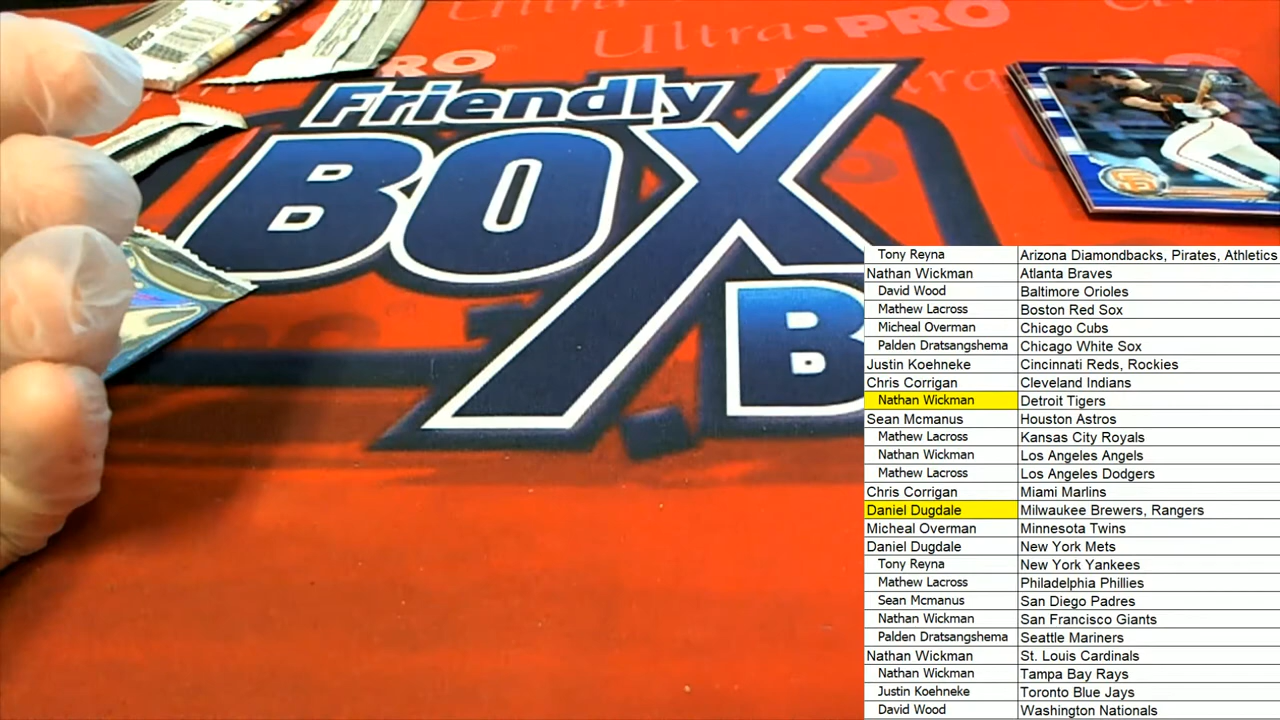 Ultra PRO
Ultra
PRO
Ultra
Friendly
BOX
B
Tony Reyna Arizona Diamondbacks, Pirates, Athletics
Nathan Wickman Atlanta Braves
David Wood Baltimore Orioles
Mathew Lacross Boston Red Sox
Micheal Overman Chicago Cubs
Palden Dratsangshema Chicago White Sox
Justin Koehneke Cincinnati Reds, Rockies
Chris Corrigan Cleveland Indians
Nathan Wickman Detroit Tigers
Sean Mcmanus Houston Astros
Mathew Lacross Kansas City Royals
Nathan Wickman Los Angeles Angels
Mathew Lacross Los Angeles Dodgers
Chris Corrigan Miami Marlins
Daniel Dugdale Milwaukee Brewers, Rangers
Micheal Overman Minnesota Twins
Daniel Dugdale New York Mets
Tony Reyna New York Yankees
Mathew Lacross Philadelphia Phillies
Sean Mcmanus San Diego Padres
Nathan Wickman San Francisco Giants
Palden Dratsangshema Seattle Mariners
Nathan Wickman St. Louis Cardinals
Nathan Wickman Tampa Bay Rays
Justin Koehneke Toronto Blue Jays
David Wood Washington Nationals